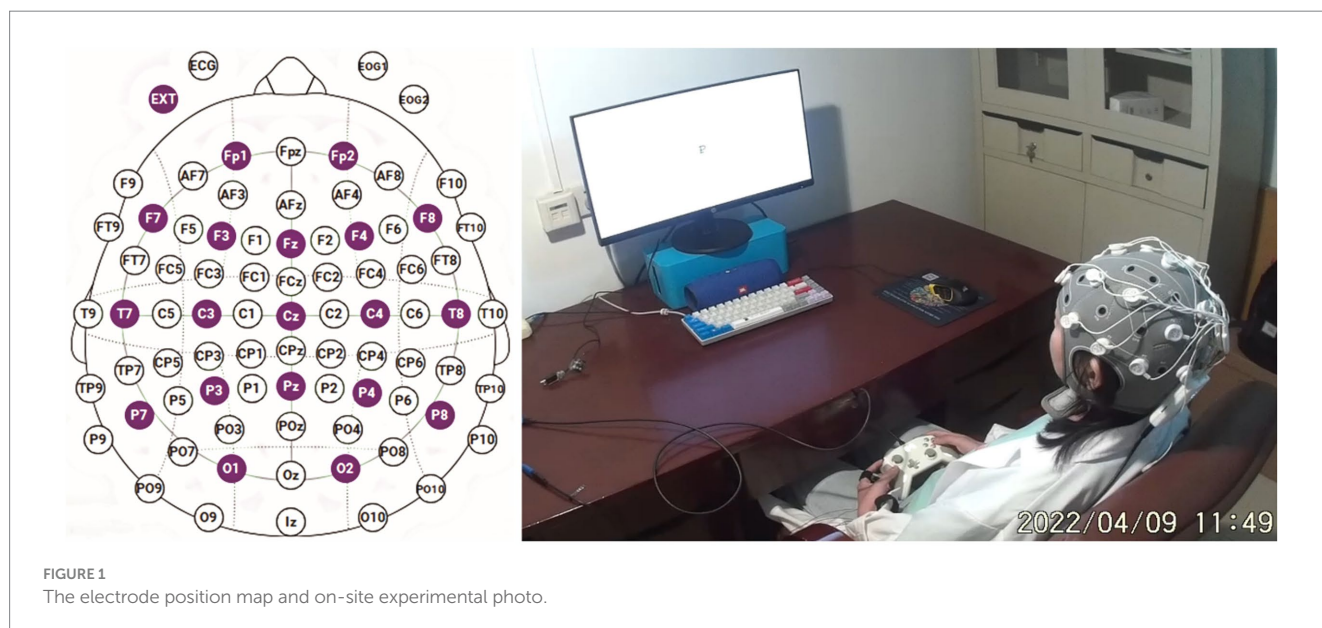 ECG EOG1
EXT EOG2
Fp1 Fpz Fp2
AF7 AF8
F9 AF3 AFz AF4 F10
F7 F8
FT9 F5 F3 F1 Fz F2 F4 F6 FT10
FT7 FC5 FC3 FC1 FCz FC2 FC4 FC6 FT8
T9 T7 C5 C3 C1 Cz C2 C4 C6 T8 T10
TP7 CP5 CP3 CP1 CPz CP2 CP4 CP6 TP8
TP9 P7 P5 P3 P1 Pz P2 P4 P6 P8 TP10
P9 PO7 PO3 POz PO4 PO8 P10
PO9 O1 Oz O2 PO10
O9 Iz O10
P
JBL
2022/04/09 11:49
FIGURE 1
The electrode position map and on-site experimental photo.